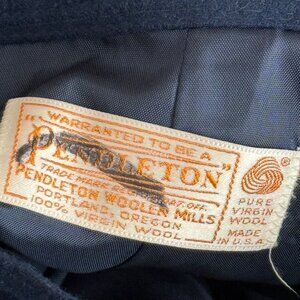 WARRANTED TO BE A
"PENDLETON"
TRADE MARK REG. U.S. PAT. OFF.
PENDLETON WOOLEN MILLS
PORTLAND, OREGON
100% VIRGIN WOOL
PURE
VIRGIN
WOOL
MADE
IN U.S.A.